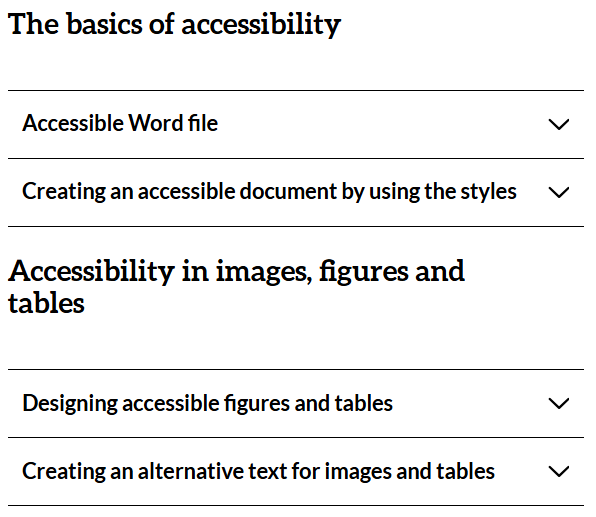 The basics of accessibility
Accessible Word file
Creating an accessible document by using the styles
Accessibility in images, figures and
tables
Designing accessible figures and tables
Creating an alternative text for images and tables